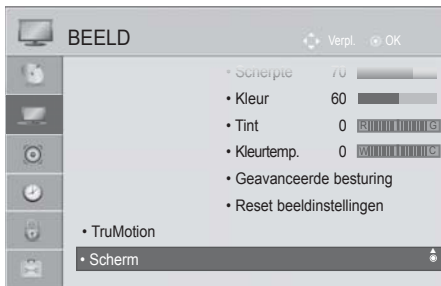 BEELD Verpl. OK
• Scherpte 70
• Kleur 60
• Tint 0 R G
• Kleurtemp. 0 W C
• Geavanceerde besturing
• Reset beeldinstellingen
• TruMotion
• Scherm